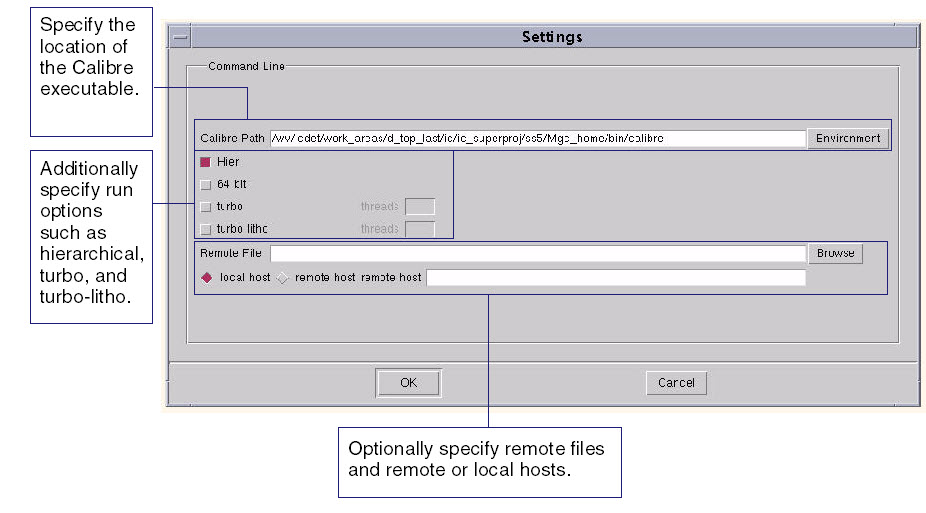 Specify the
location of
the Calibre
executable.
Additionally
specify run
options
such as
hierarchical,
turbo, and
turbo-litho.
Settings
Command Line
Calibre Path /wv/ cdet/work_areas/d_top_last/ic/ic_superproj/ss5/Mgc_home/bin/calibre Environment
Hier
64 bit
turbo threads
turbo litho threads
Remote File Browse
local host remote host remote host
OK Cancel
Optionally specify remote files
and remote or local hosts.